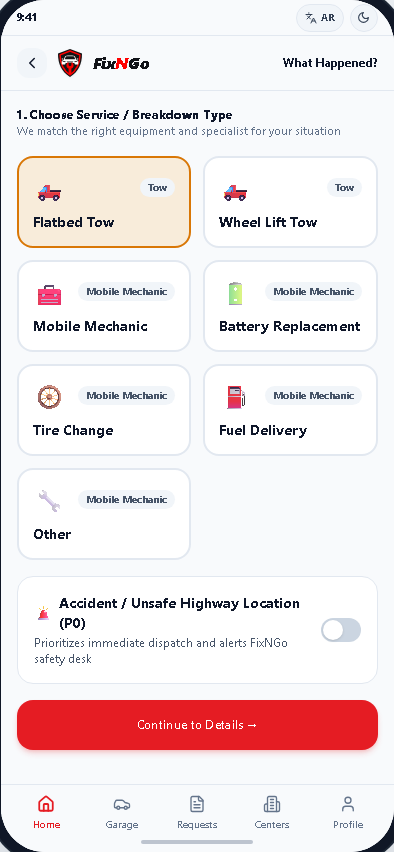 9:41
AR
FixNGo
What Happened?
1. Choose Service / Breakdown Type
We match the right equipment and specialist for your situation
Tow
Flatbed Tow
Tow
Wheel Lift Tow
Mobile Mechanic
Mobile Mechanic
Mobile Mechanic
Battery Replacement
Mobile Mechanic
Tire Change
Mobile Mechanic
Fuel Delivery
Mobile Mechanic
Other
Accident / Unsafe Highway Location
(P0)
Prioritizes immediate dispatch and alerts FixNGo
safety desk
Continue to Details →
Home
Garage
Requests
Centers
Profile